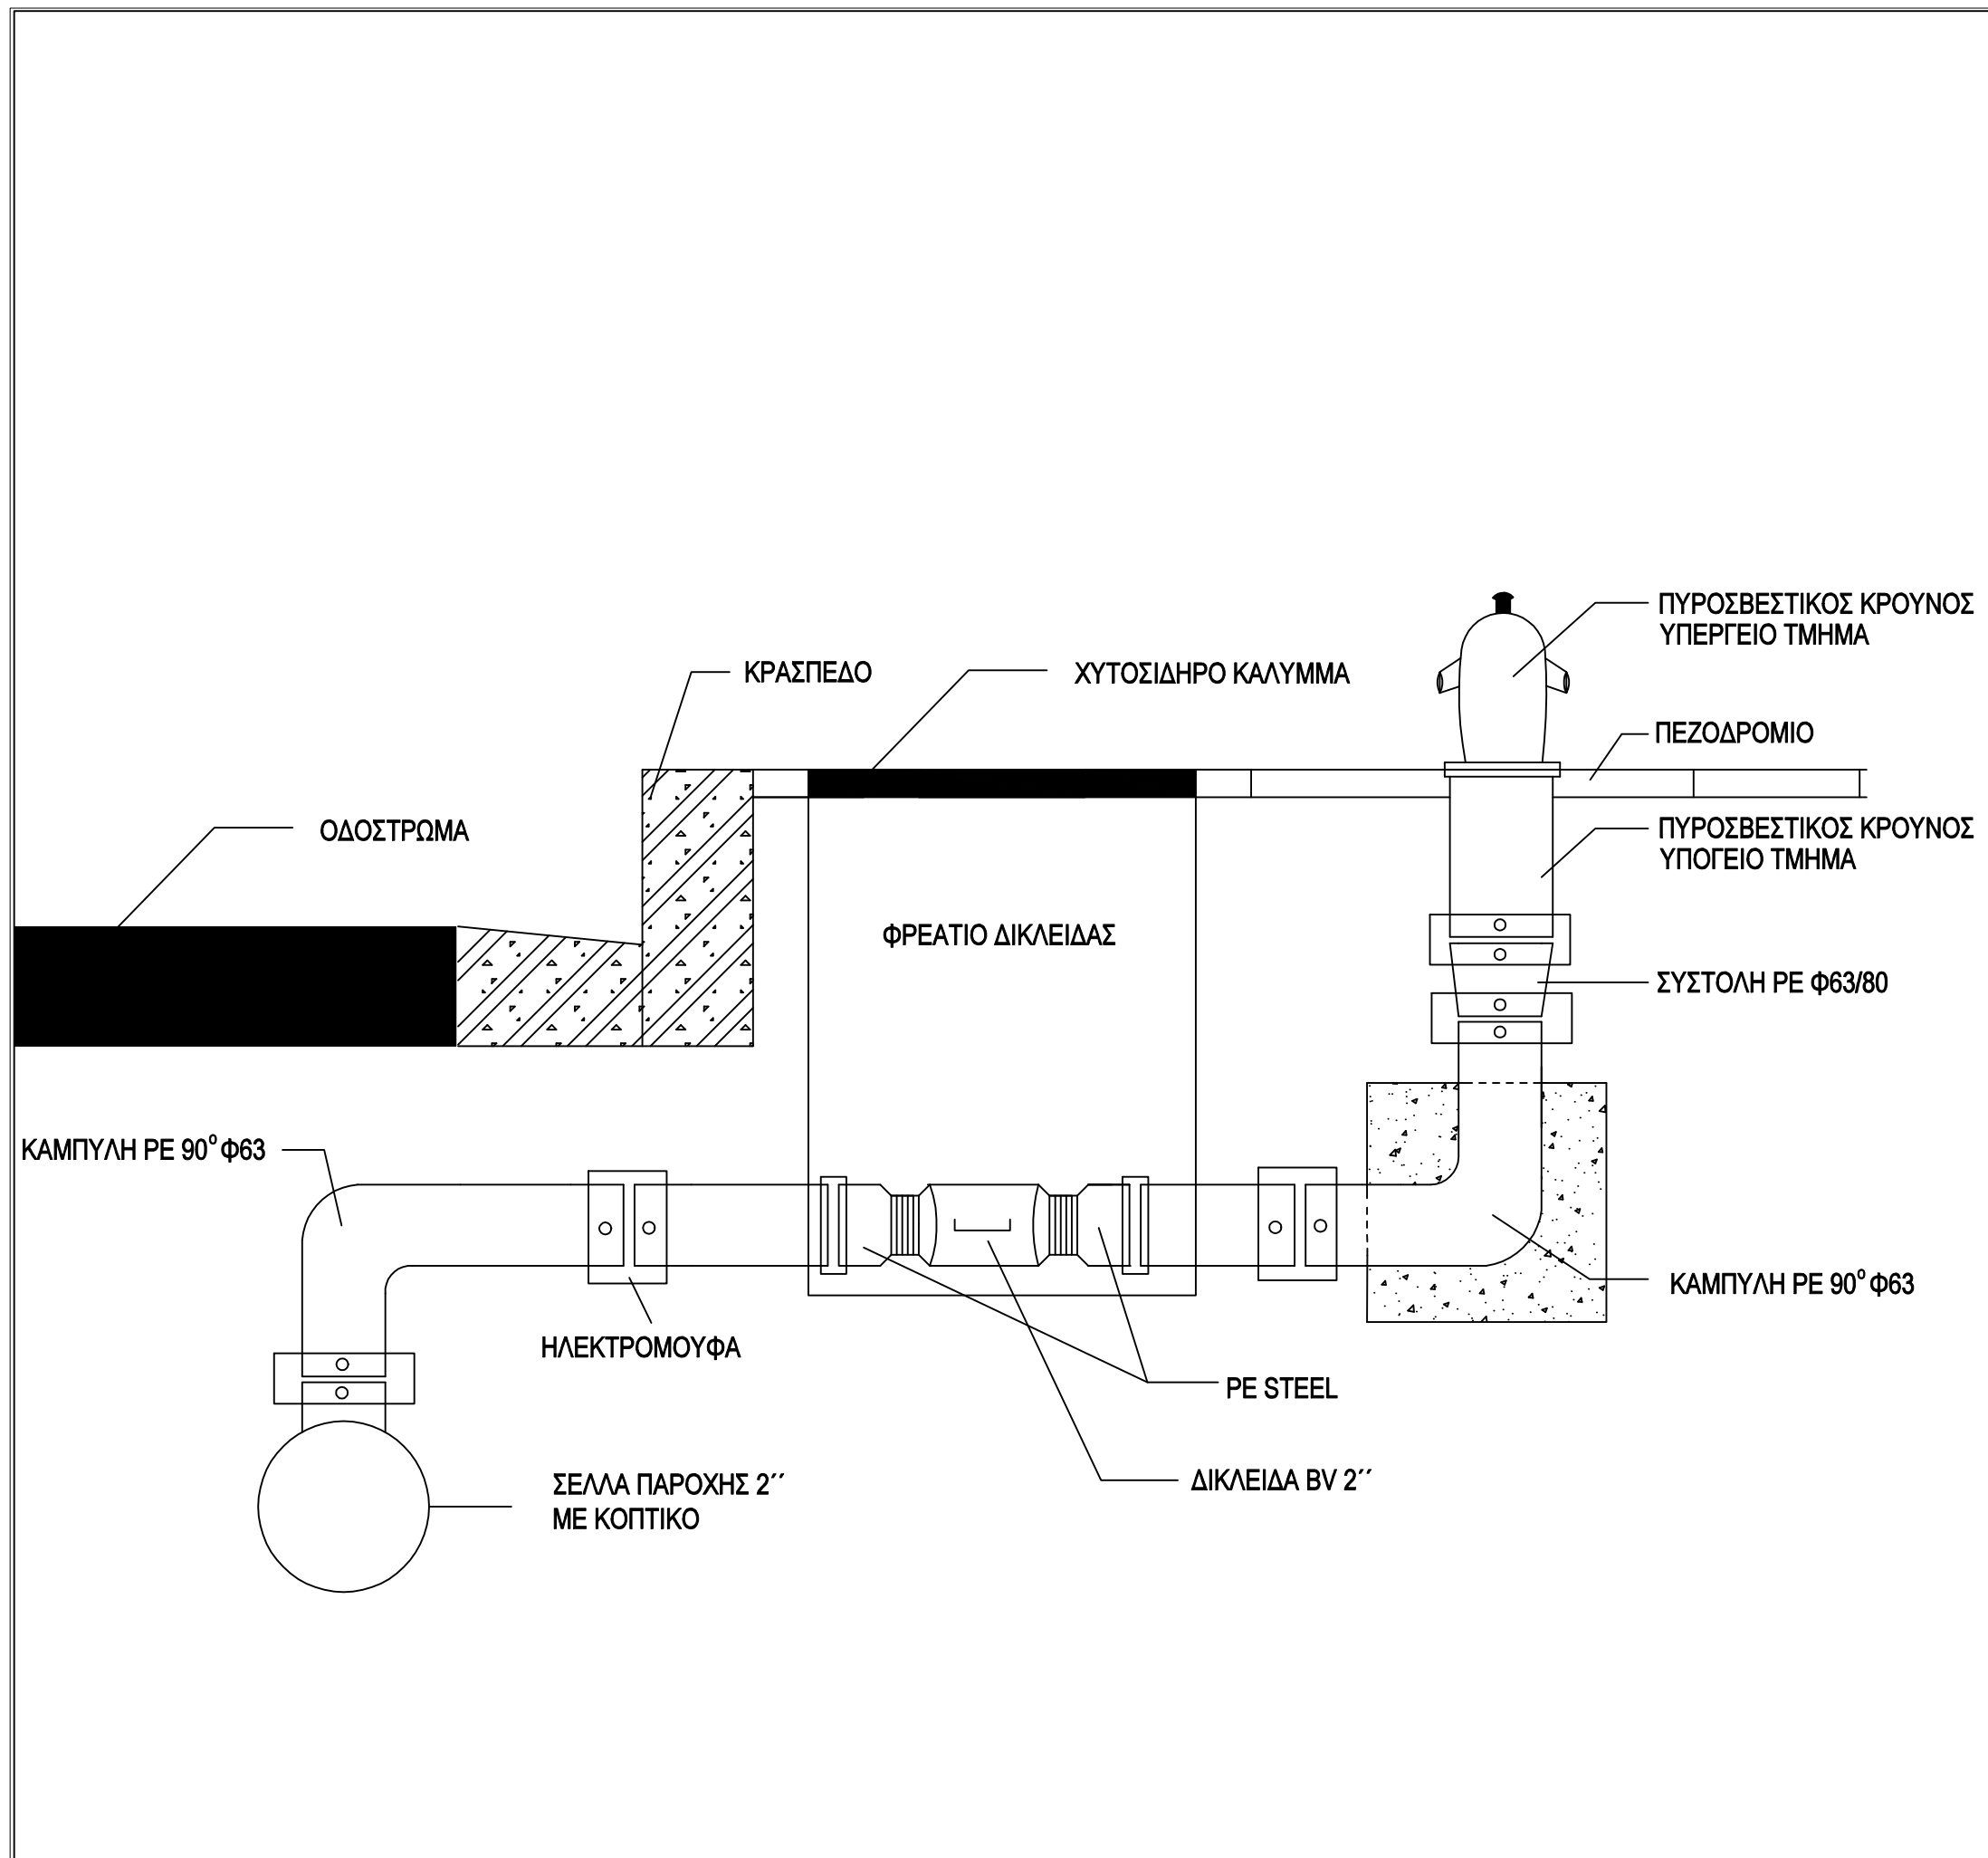 ΠΥΡΟΣΒΕΣΤΙΚΟΣ ΚΡΟΥΝΟΣ
ΥΠΕΡΓΕΙΟ ΤΜΗΜΑ
ΚΡΑΣΠΕΔΟ
ΧΥΤΟΣΙΔΗΡΟ ΚΑΛΥΜΜΑ
ΠΕΖΟΔΡΟΜΙΟ
ΟΔΟΣΤΡΩΜΑ
ΠΥΡΟΣΒΕΣΤΙΚΟΣ ΚΡΟΥΝΟΣ
ΥΠΟΓΕΙΟ ΤΜΗΜΑ
ΦΡΕΑΤΙΟ ΔΙΚΛΕΙΔΑΣ
ΣΥΣΤΟΛΗ PE Φ63/80
ΚΑΜΠΥΛΗ PE 90° Φ63
ΚΑΜΠΥΛΗ PE 90° Φ63
ΗΛΕΚΤΡΟΜΟΥΦΑ
PE STEEL
ΣΕΛΛΑ ΠΑΡΟΧΗΣ 2´´
ΜΕ ΚΟΠΤΙΚΟ
ΔΙΚΛΕΙΔΑ BV 2´´